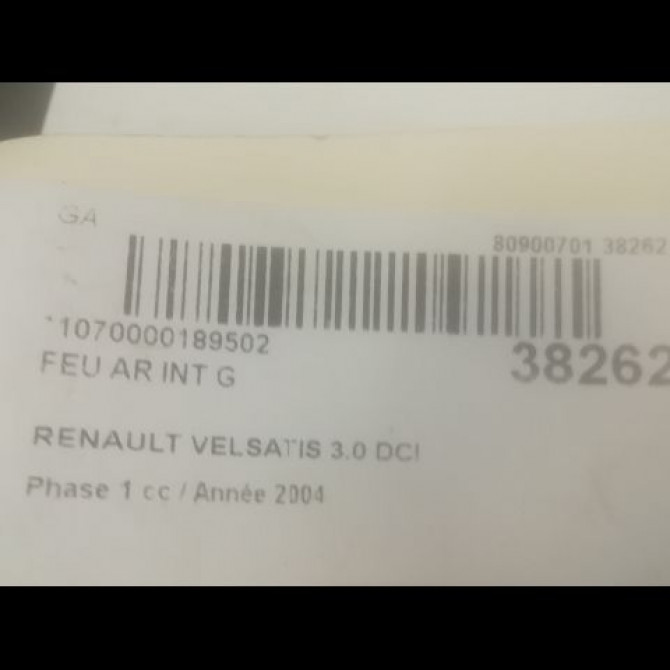 GA
80900701 38262
*1070000189502
38262
FEU AR INT G
RENAULT VELSATIS 3.0 DCI
Phase 1 cc / Année 2004